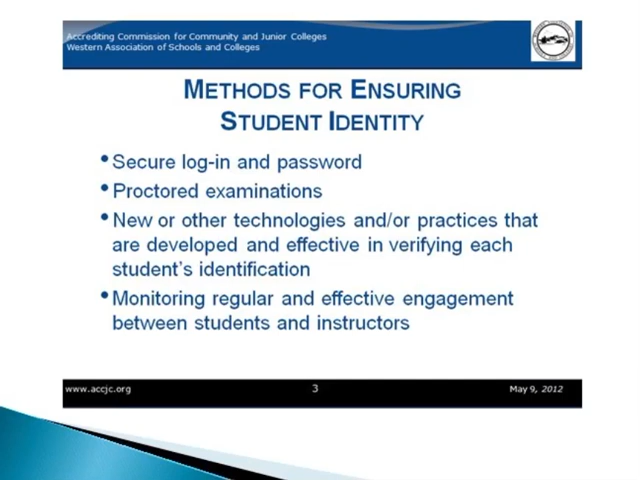 Accrediting Commission for Community and Junior Colleges
Western Association of Schools and Colleges
METHODS FOR ENSURING
STUDENT IDENTITY
• Secure log-in and password
• Proctored examinations
• New or other technologies and/or practices that
are developed and effective in verifying each
student's identification
• Monitoring regular and effective engagement
between students and instructors
www.accjc.org 3 May 9, 2012